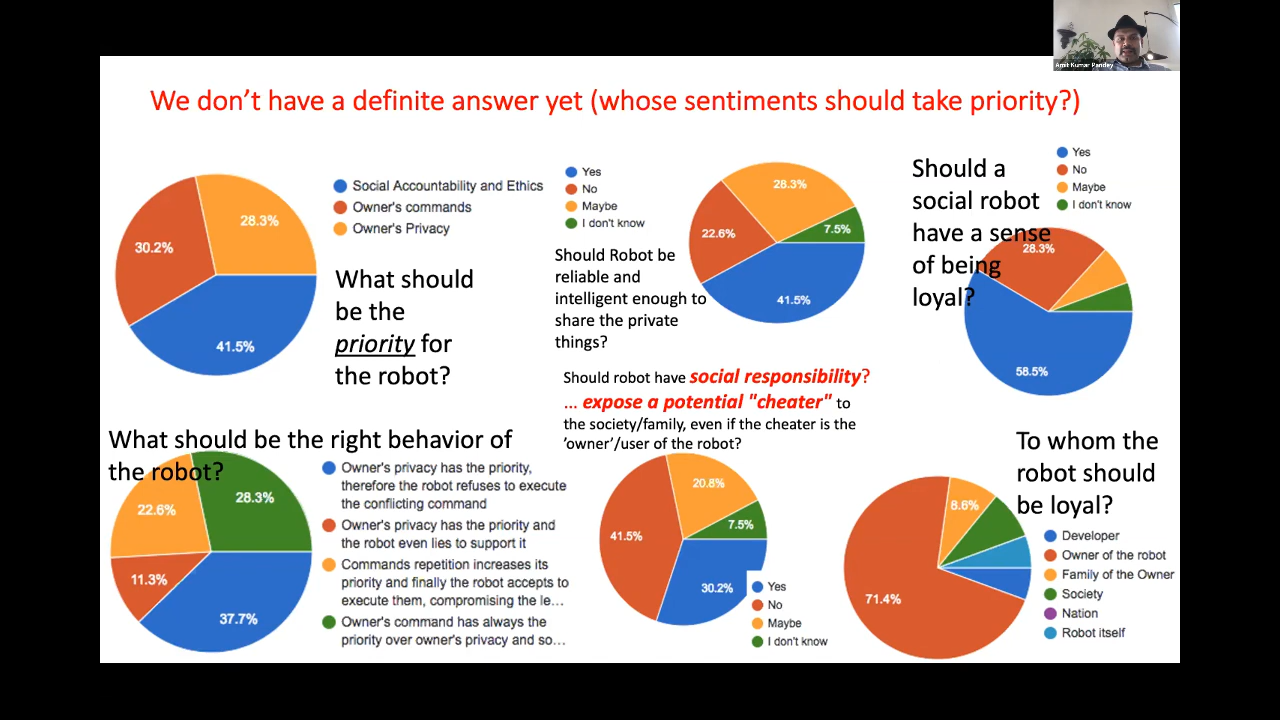 Amit Kumar Pandey
We don't have a definite answer yet (whose sentiments should take priority?)
28.3%
30.2%
41.5%
Social Accountability and Ethics
Owner's commands
Owner's Privacy
What should
be the
priority for
the robot?
Yes
No
Maybe
I don't know
28.3%
22.6%
7.5%
41.5%
Should Robot be
reliable and
intelligent enough to
share the private
things?
Should a
social robot
have a sense
of being
loyal?
Yes
No
Maybe
I don't know
28.3%
58.5%
What should be the right behavior of
the robot?
28.3%
22.6%
11.3%
37.7%
Owner's privacy has the priority,
therefore the robot refuses to execute
the conflicting command
Owner's privacy has the priority and
the robot even lies to support it
Commands repetition increases its
priority and finally the robot accepts to
execute them, compromising the le...
Owner's command has always the
priority over owner's privacy and so...
Should robot have social responsibility?
... expose a potential "cheater" to
the society/family, even if the cheater is the
'owner'/user of the robot?
20.8%
41.5%
7.5%
30.2%
Yes
No
Maybe
I don't know
To whom the
robot should
be loyal?
8.6%
71.4%
Developer
Owner of the robot
Family of the Owner
Society
Nation
Robot itself